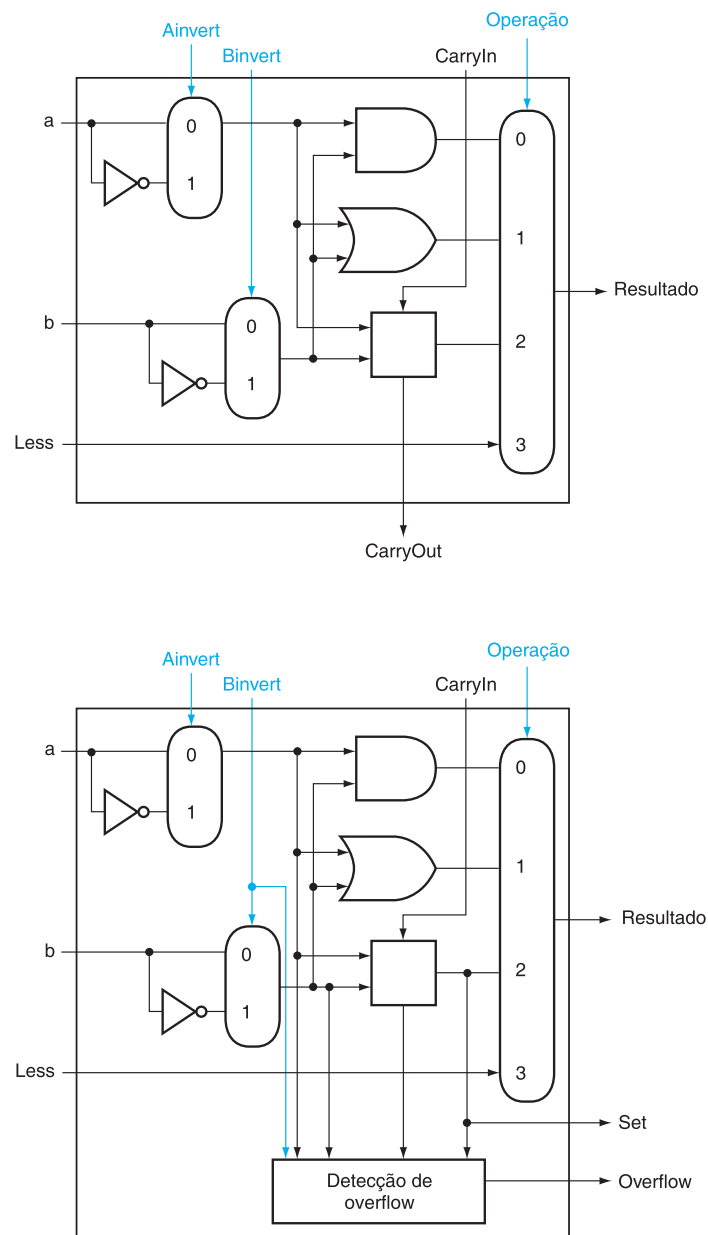 Operação
Ainvert
Binvert
CarryIn
a
0
0
1
1
Resultado
b
0
2
1
Less
3
CarryOut
Operação
Ainvert
Binvert
CarryIn
a
0
0
1
1
Resultado
b
0
2
1
Less
3
Set
Detecção de
overflow
Overflow